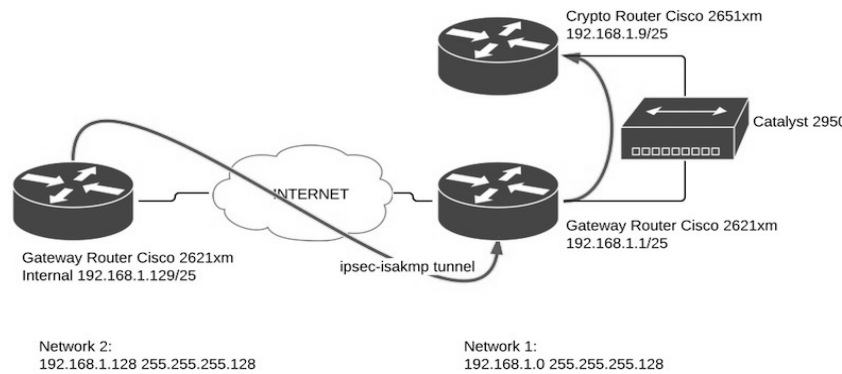 Crypto Router Cisco 2651xm
192.168.1.9/25
Catalyst 2950
INTERNET
Gateway Router Cisco 2621xm
192.168.1.1/25
Gateway Router Cisco 2621xm
Internal 192.168.1.129/25
ipsec-isakmp tunnel
Network 2:
192.168.1.128 255.255.255.128
Network 1:
192.168.1.0 255.255.255.128